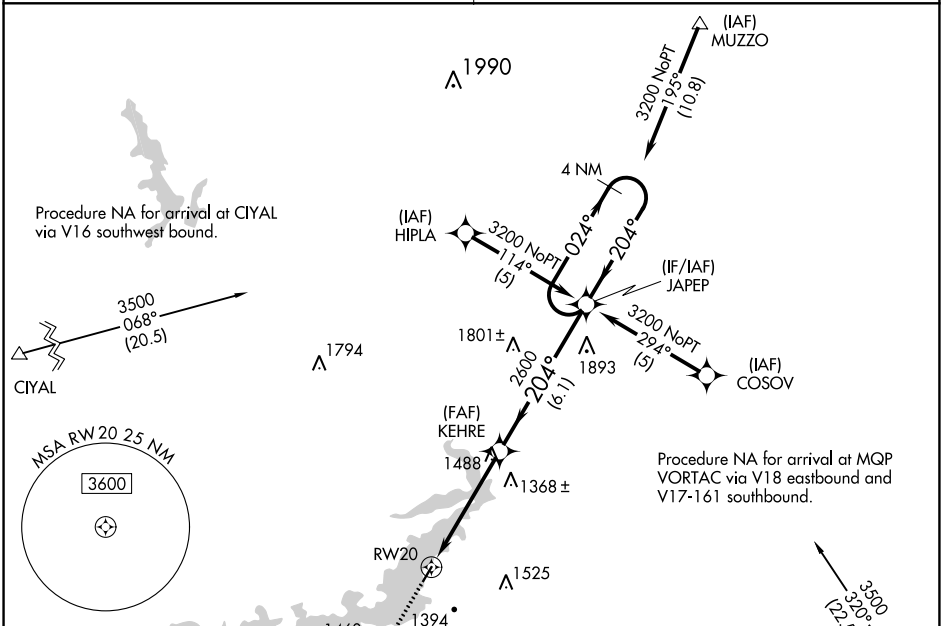 (IAF)
MUZZO
1990
3200 NoPT
195°
(10.8)
4 NM
Procedure NA for arrival at CIYAL
via V16 southwest bound.
(IAF)
HIPLA
3200 NoPT
114°
(5)
024°
204°
(IF/IAF)
JAPEP
3500
068°
(20.5)
CIYAL
1794
1801±
1893
3200 NoPT
294°
(5)
(IAF)
COSOV
2600
204°
(6.1)
(FAF)
KEHRE
1488
1368 ±
MSA RW20 25 NM
3600
Procedure NA for arrival at MQP
VORTAC via V18 eastbound and
V17-161 southbound.
RW20
1525
1394
3500
320°